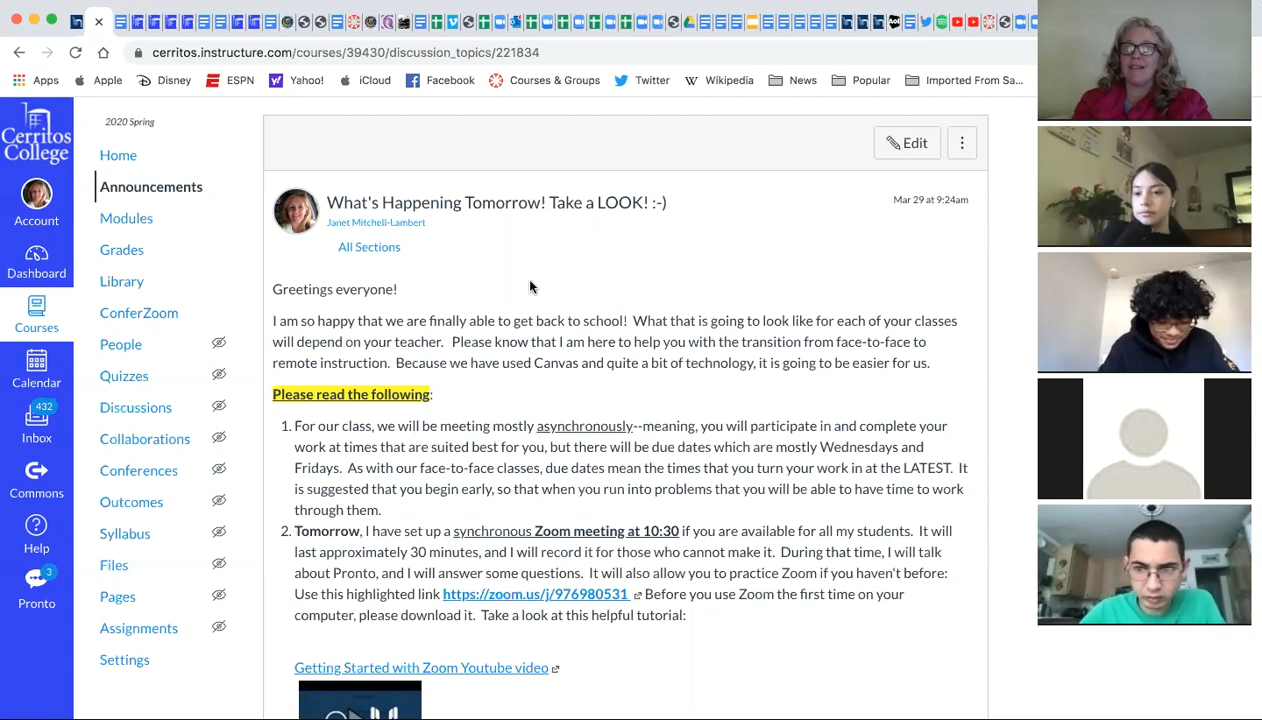 cerritos.instructure.com/courses/39430/discussion_topics/221834
Apps Apple Disney ESPN Yahoo! iCloud Facebook Courses & Groups Twitter Wikipedia News Popular Imported From Sa...
Cerritos
College
Account
Dashboard
Courses
Calendar
432
Inbox
Commons
Help
3
Pronto
2020 Spring
Home
Announcements
Modules
Grades
Library
ConferZoom
People
Quizzes
Discussions
Collaborations
Conferences
Outcomes
Syllabus
Files
Pages
Assignments
Settings
Edit
What's Happening Tomorrow! Take a LOOK! :-)
Mar 29 at 9:24am
Janet Mitchell-Lambert
All Sections
Greetings everyone!
I am so happy that we are finally able to get back to school! What that is going to look like for each of your classes
will depend on your teacher. Please know that I am here to help you with the transition from face-to-face to
remote instruction. Because we have used Canvas and quite a bit of technology, it is going to be easier for us.
Please read the following:
1. For our class, we will be meeting mostly asynchronously--meaning, you will participate in and complete your
work at times that are suited best for you, but there will be due dates which are mostly Wednesdays and
Fridays. As with our face-to-face classes, due dates mean the times that you turn your work in at the LATEST. It
is suggested that you begin early, so that when you run into problems that you will be able to have time to work
through them.
2. Tomorrow, I have set up a synchronous Zoom meeting at 10:30 if you are available for all my students. It will
last approximately 30 minutes, and I will record it for those who cannot make it. During that time, I will talk
about Pronto, and I will answer some questions. It will also allow you to practice Zoom if you haven't before:
Use this highlighted link https://zoom.us/j/976980531 Before you use Zoom the first time on your
computer, please download it. Take a look at this helpful tutorial:
Getting Started with Zoom Youtube video